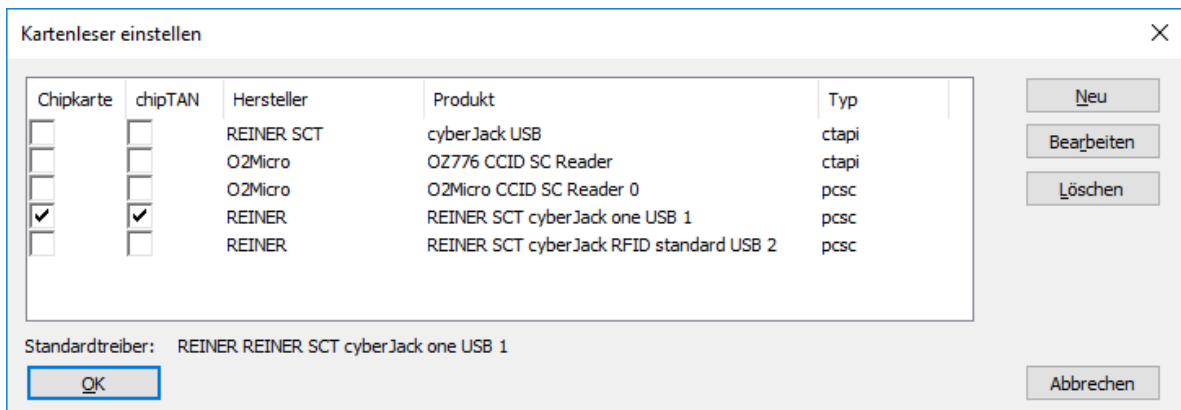 Kartenleser einstellen
Chipkarte chipTAN Hersteller Produkt Typ
REINER SCT cyberJack USB ctapi
O2Micro OZ776 CCID SC Reader ctapi
O2Micro O2Micro CCID SC Reader 0 pcsc
REINER REINER SCT cyberJack one USB 1 pcsc
REINER REINER SCT cyberJack RFID standard USB 2 pcsc
Neu
Bearbeiten
Löschen
Standardtreiber: REINER REINER SCT cyberJack one USB 1
OK Abbrechen